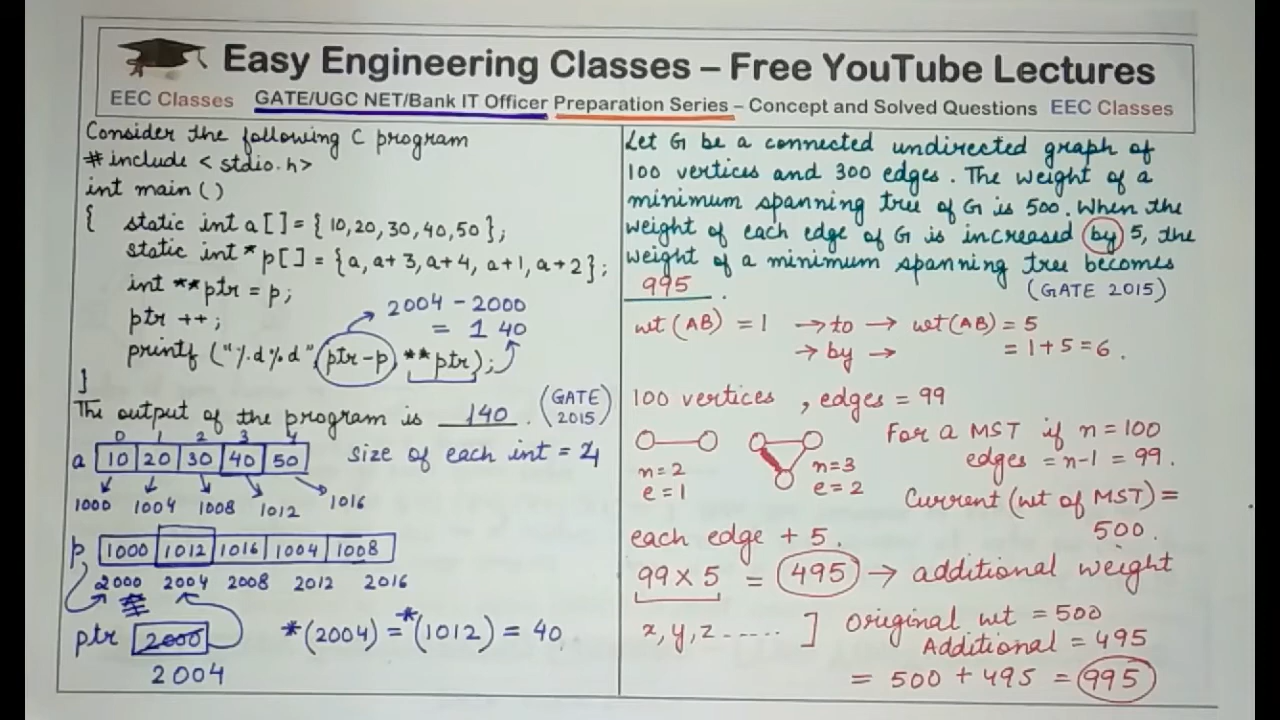 Easy Engineering Classes – Free YouTube Lectures
EEC Classes GATE/UGC NET/Bank IT Officer Preparation Series – Concept and Solved Questions EEC Classes
Consider the following C program
# include < stdio.h>
int main ( )
{ static int a [ ] = { 10, 20, 30, 40, 50 };
static int * p[ ] = {a, a+3, a+4, a+1, a+2};
int **ptr = p;
ptr ++;
2004 - 2000
= 1 40
printf ("%d%d", ptr-p, **ptr);
}
The output of the program is 140. (GATE 2015)
0 1 2 3 4
a 10 20 30 40 50 size of each int = 4
1000 1004 1008 1012 1016
p 1000 1012 1016 1004 1008
2000 2004 2008 2012 2016
ptr 2000 *(2004) = *(1012) = 40
2004
Let G be a connected undirected graph of
100 vertices and 300 edges. The weight of a
minimum spanning tree of G is 500. When the
weight of each edge of G is increased by 5, the
weight of a minimum spanning tree becomes
995. (GATE 2015)
wt (AB) = 1 → to → wt (AB) = 5
→ by → = 1+5 = 6.
100 vertices, edges = 99
For a MST if n = 100
edges = n-1 = 99.
n=2 n=3
e=1 e=2
Current (wt of MST) =
500.
each edge + 5.
99 x 5 = 495 → additional weight
x, y, z ..... ] Original wt = 500
Additional = 495
= 500 + 495 = 995